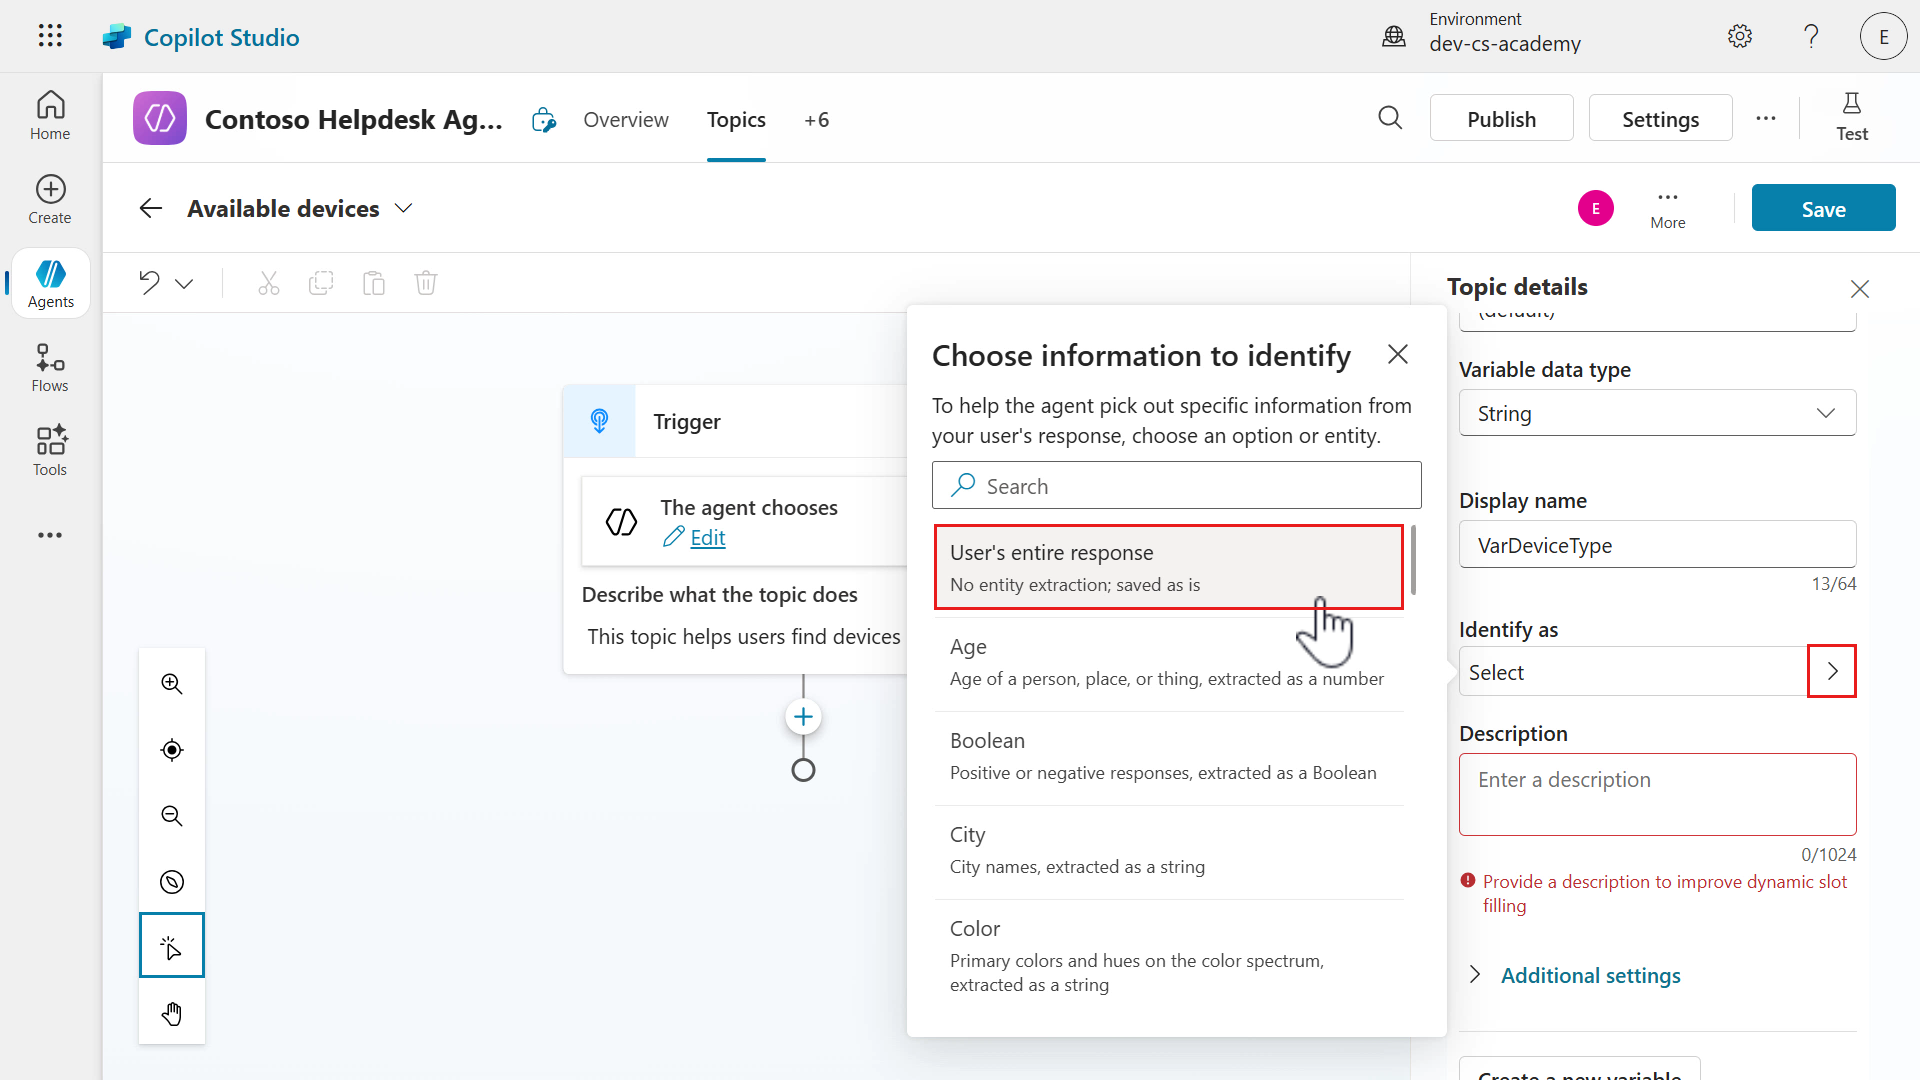 Copilot Studio
Environment
dev-cs-academy
E
Home
Create
Agents
Flows
Tools
Contoso Helpdesk Ag...
Overview
Topics
+6
Publish
Settings
Test
Available devices
E
More
Save
Trigger
The agent chooses
Edit
Describe what the topic does
This topic helps users find devices
Choose information to identify
To help the agent pick out specific information from
your user's response, choose an option or entity.
Search
User's entire response
No entity extraction; saved as is
Age
Age of a person, place, or thing, extracted as a number
Boolean
Positive or negative responses, extracted as a Boolean
City
City names, extracted as a string
Color
Primary colors and hues on the color spectrum,
extracted as a string
Topic details
(default)
Variable data type
String
Display name
VarDeviceType
13/64
Identify as
Select
Description
Enter a description
0/1024
Provide a description to improve dynamic slot
filling
Additional settings
Create a new variable